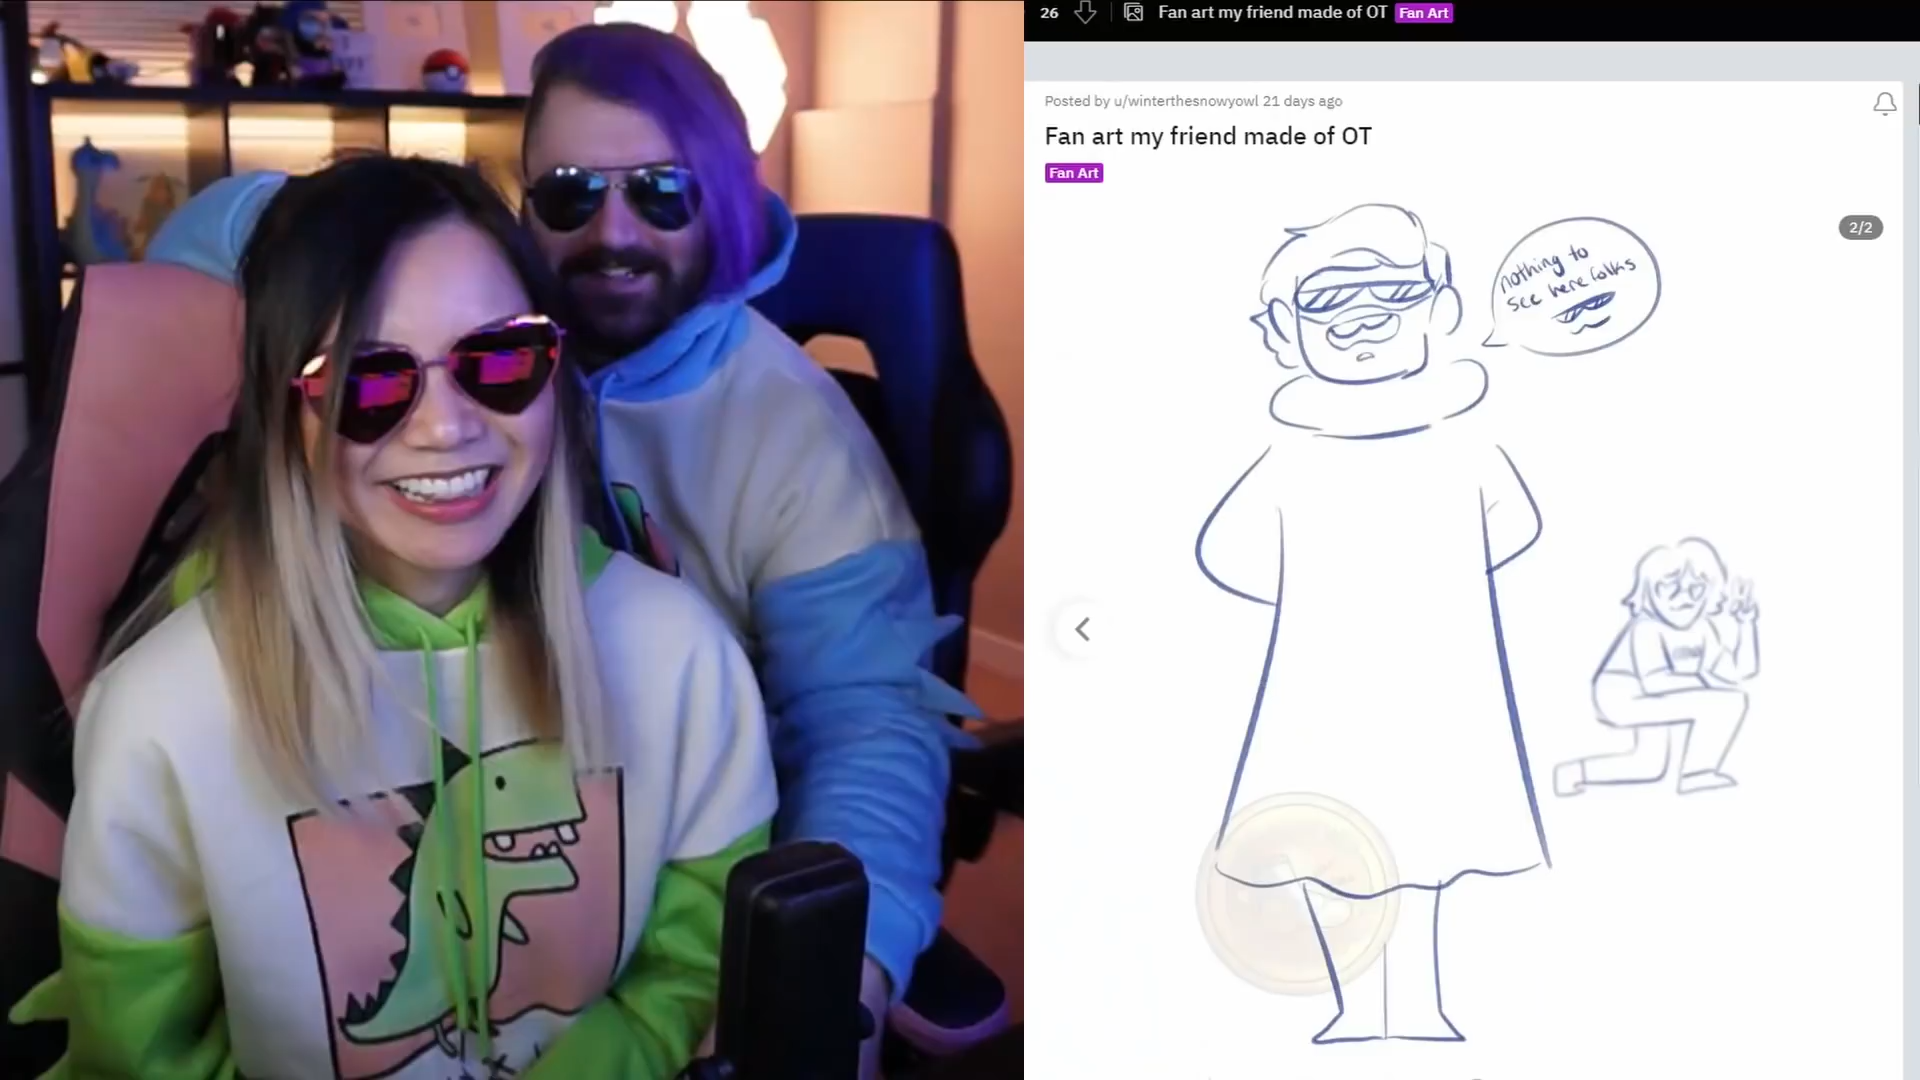 26 Fan art my friend made of OT Fan Art
Posted by u/winterthesnowyowl 21 days ago
Fan art my friend made of OT
Fan Art
2/2
nothing to
see here folks